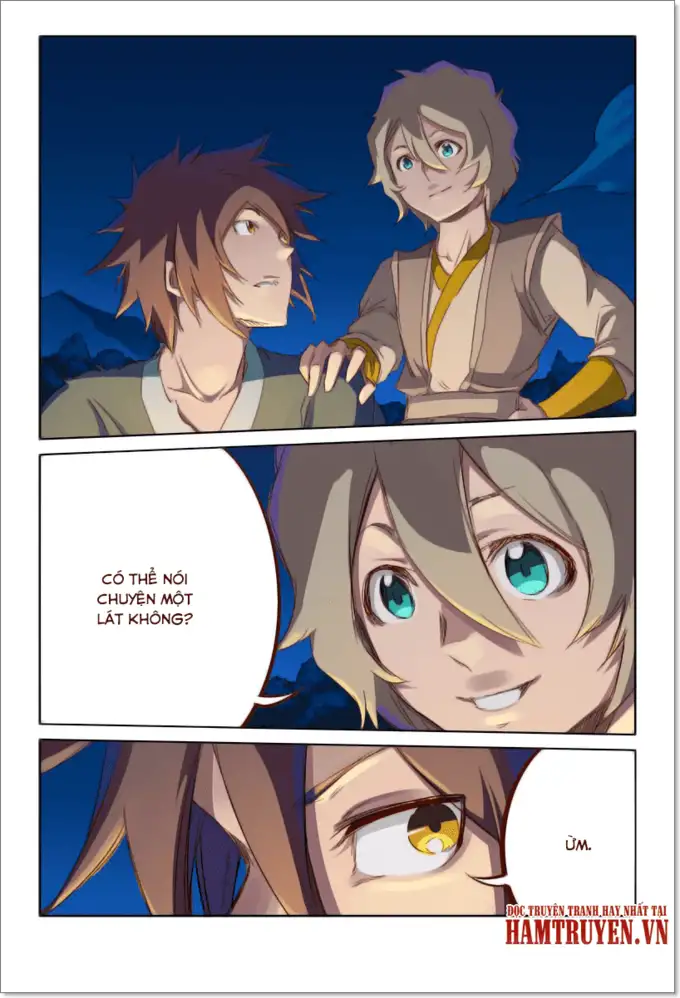 CÓ THỂ NÓI
CHUYỆN MỘT
LÁT KHÔNG?
ỪM.
ĐỌC TRUYỆN TRANH HAY NHẤT TẠI
HAMTRUYEN.VN